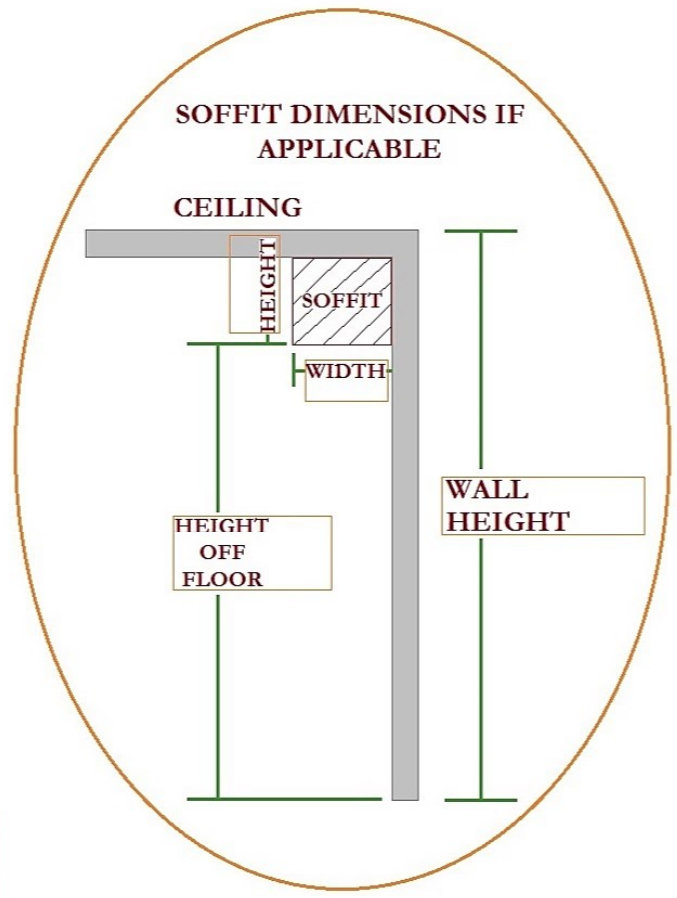 SOFFIT DIMENSIONS IF
APPLICABLE
CEILING
HEIGHT
SOFFIT
WIDTH
WALL
HEIGHT
HEIGHT
OFF
FLOOR